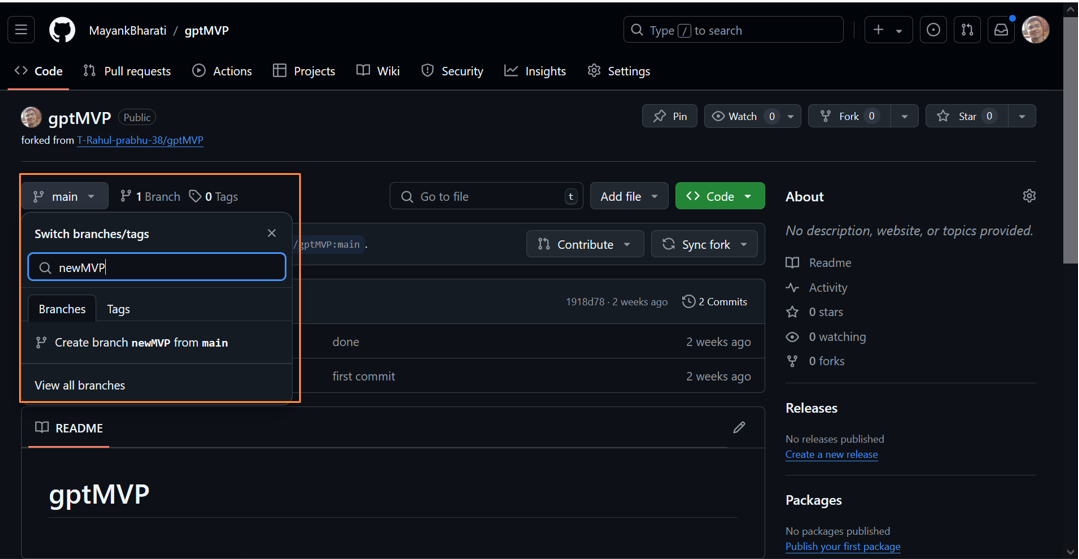 MayankBharati / gptMVP
Type / to search
Code Pull requests Actions Projects Wiki Security Insights Settings
gptMVP Public
Pin Watch 0 Fork 0 Star 0
forked from T-Rahul-prabhu-38/gptMVP
main 1 Branch 0 Tags
Go to file t Add file Code
Switch branches/tags
newMVP
Branches Tags
Create branch newMVP from main
View all branches
/gptMVP:main .
Contribute Sync fork
1918d78 · 2 weeks ago 2 Commits
done 2 weeks ago
first commit 2 weeks ago
README
gptMVP
About
No description, website, or topics provided.
Readme
Activity
0 stars
0 watching
0 forks
Releases
No releases published
Create a new release
Packages
No packages published
Publish your first package